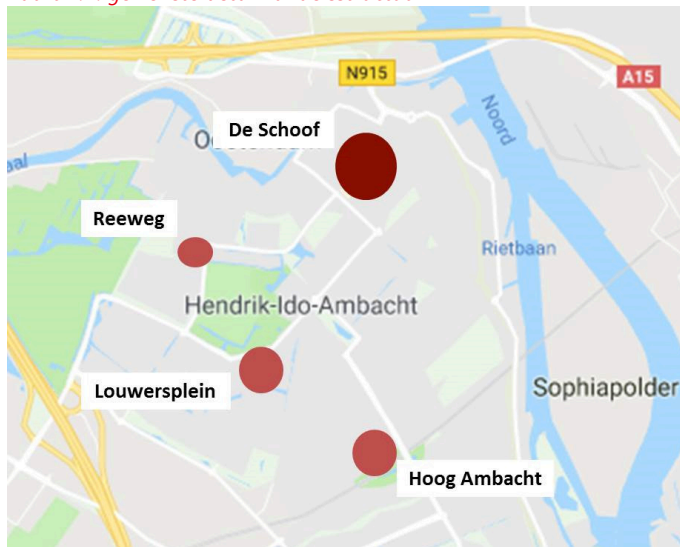 N915
A15
De Schoof
Noord
Reeweg
Rietbaan
Hendrik-Ido-Ambacht
Louwersplein
Sophiapolder
Hoog Ambacht